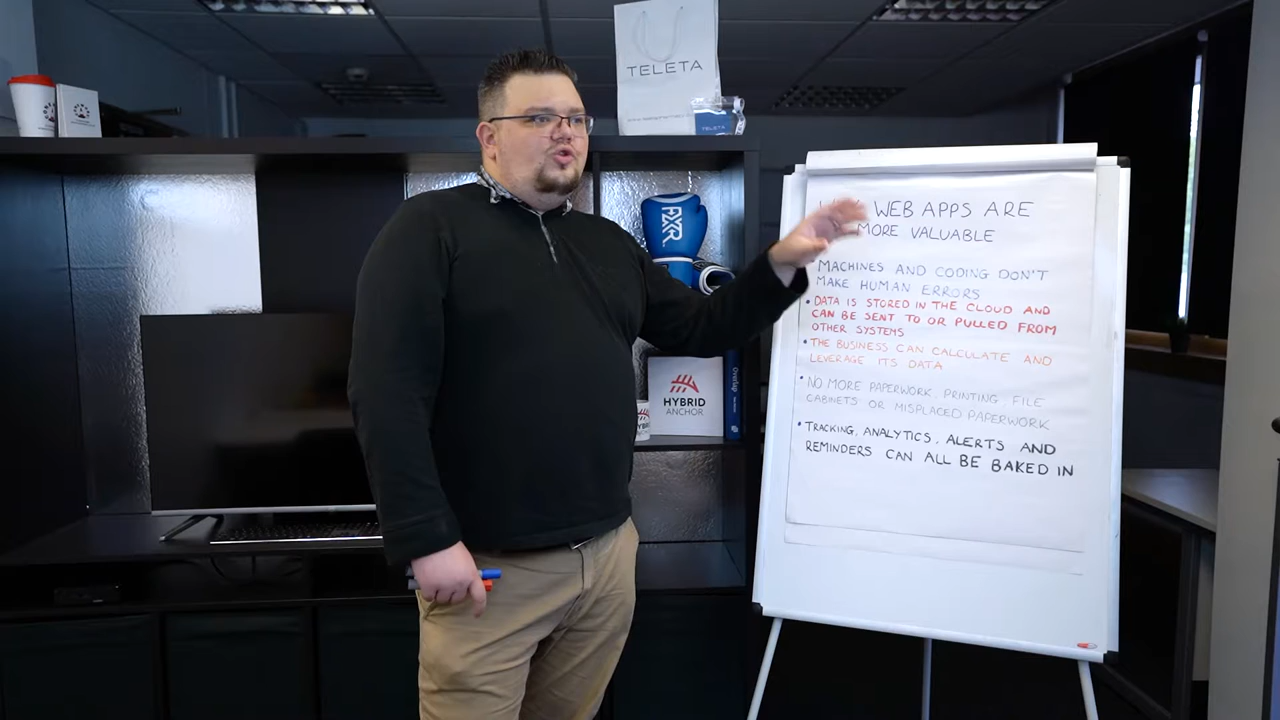 TELETA
TELETA
RXR
HYBRID
ANCHOR
Overlap
WEB APPS ARE
MORE VALUABLE
MACHINES AND CODING DON'T
MAKE HUMAN ERRORS
• DATA IS STORED IN THE CLOUD AND
CAN BE SENT TO OR PULLED FROM
OTHER SYSTEMS
• THE BUSINESS CAN CALCULATE AND
LEVERAGE ITS DATA
• NO MORE PAPERWORK, PRINTING, FILE
CABINETS OR MISPLACED PAPERWORK
• TRACKING, ANALYTICS, ALERTS AND
REMINDERS CAN ALL BE BAKED IN